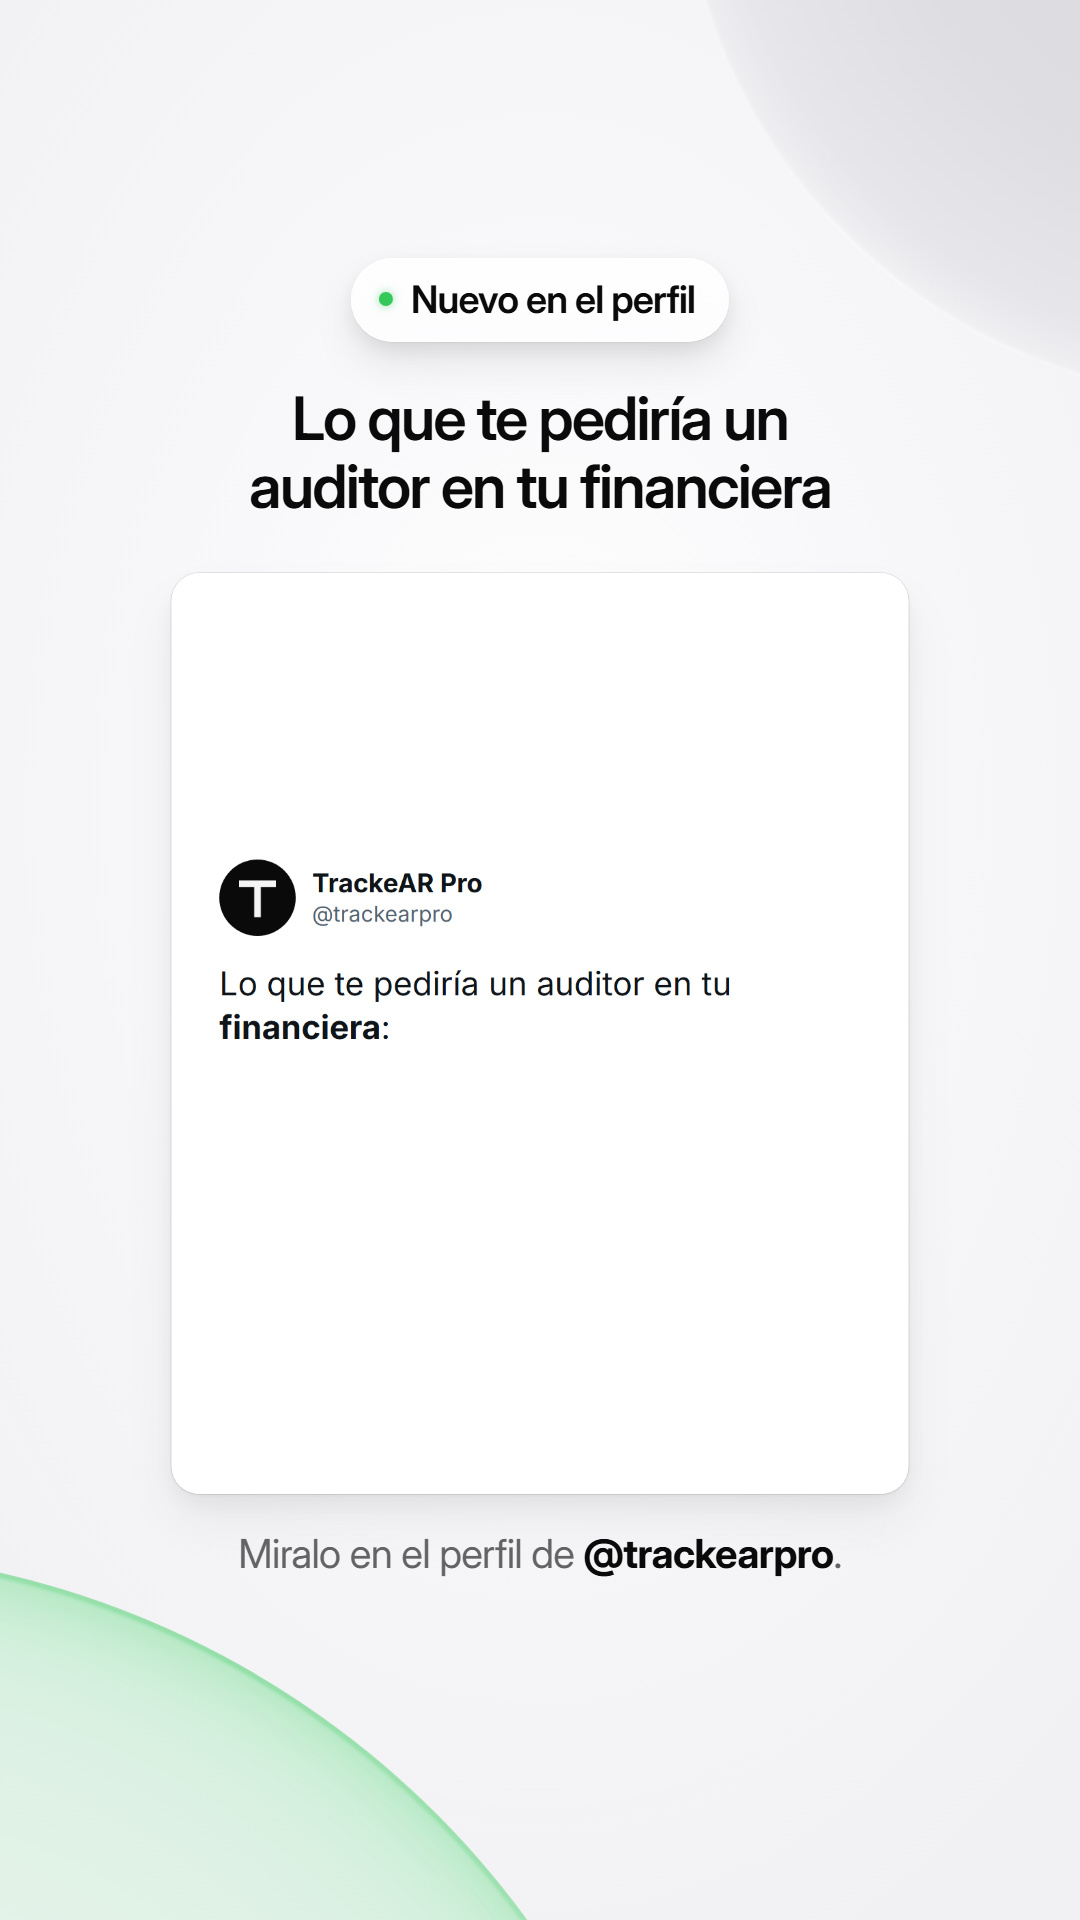 Nuevo en el perfil
Lo que te pediría un
auditor en tu financiera
T
TrackeAR Pro
@trackearpro
Lo que te pediría un auditor en tu
financiera:
Miralo en el perfil de @trackearpro.